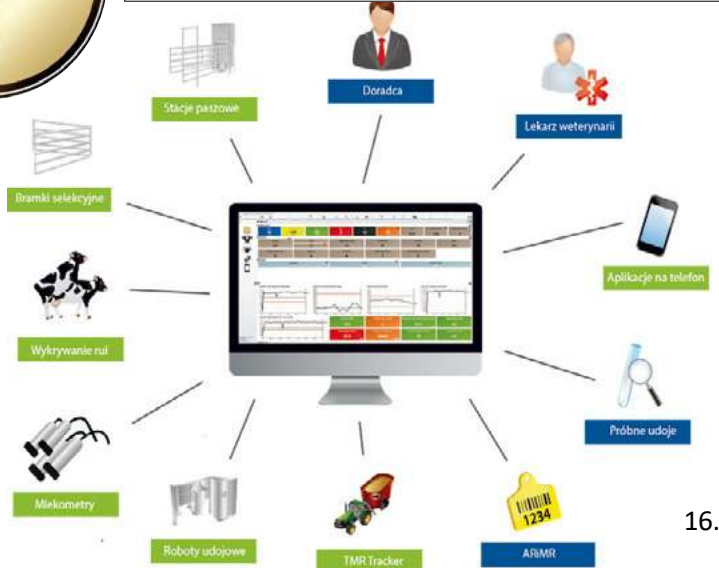 Stacje paszowe
Doradca
Lekarz weterynarii
Bramki selekcyjne
Aplikacje na telefon
Wykrywanie rui
Próbne udoje
Mlekometry
1234
16.
Roboty udojowe
TMR Tracker
ARiMR